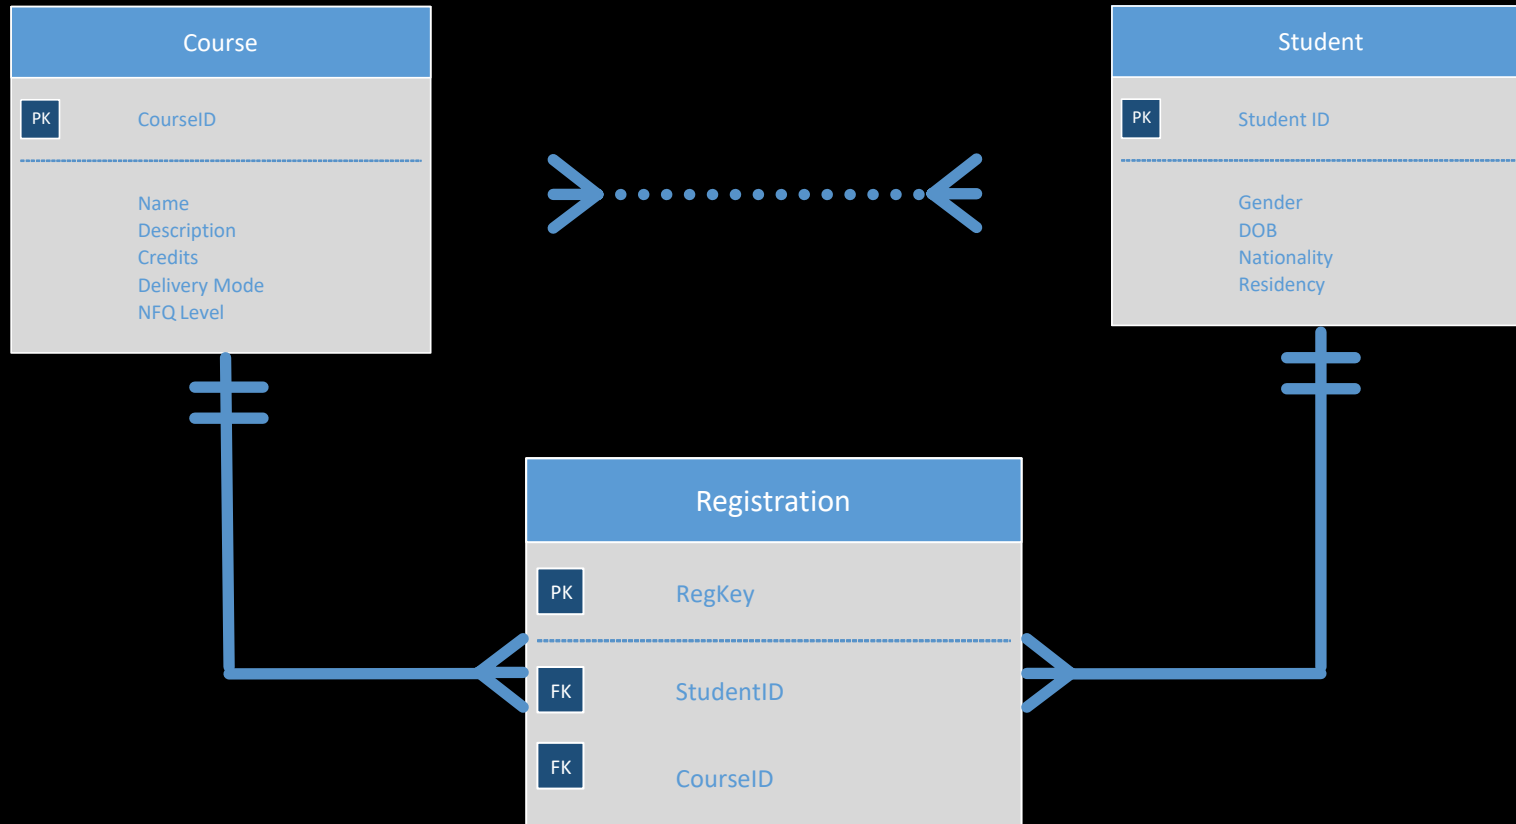 Course
PK CourseID
Name
Description
Credits
Delivery Mode
NFQ Level
Student
PK Student ID
Gender
DOB
Nationality
Residency
Registration
PK RegKey
FK StudentID
FK CourseID